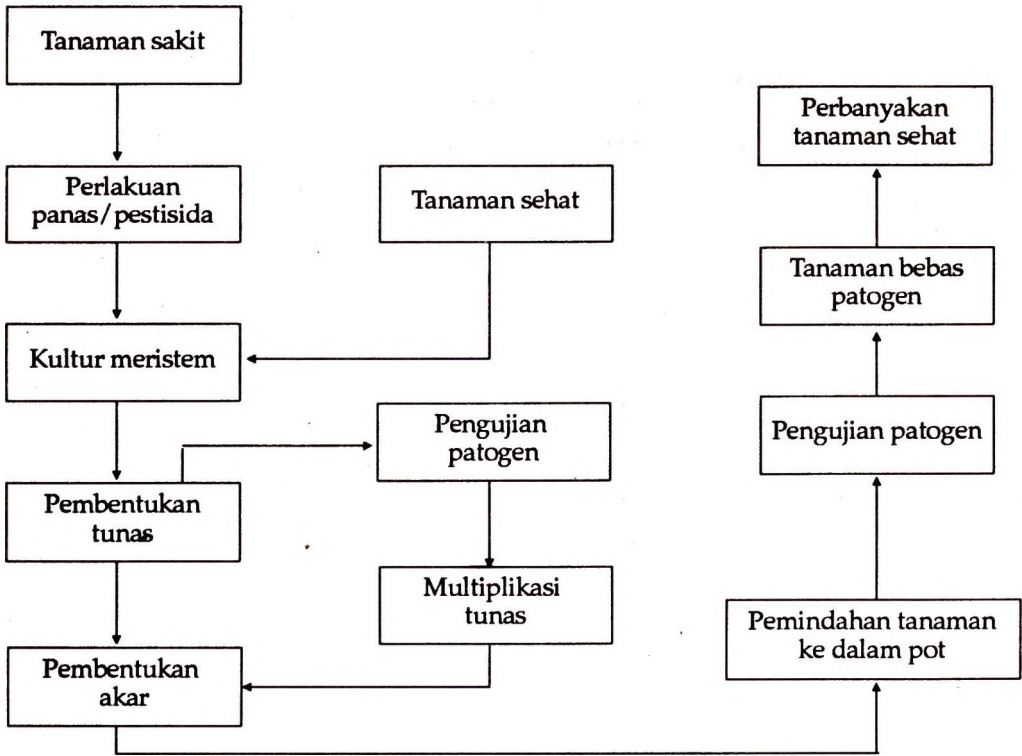 Tanaman sakit
Perlakuan
panas/pestisida
Tanaman sehat
Kultur meristem
Pengujian
patogen
Pembentukan
tunas
Multiplikasi
tunas
Pembentukan
akar
Pemindahan tanaman
ke dalam pot
Pengujian patogen
Tanaman bebas
patogen
Perbanyakan
tanaman sehat